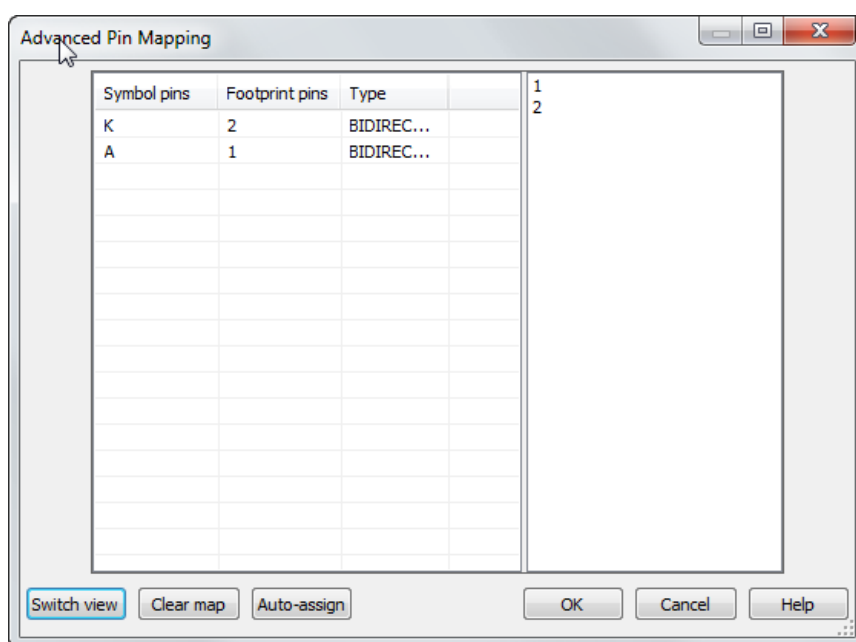 Advanced Pin Mapping
Symbol pins Footprint pins Type
K 2 BIDIREC...
A 1 BIDIREC...
1
2
Switch view Clear map Auto-assign OK Cancel Help